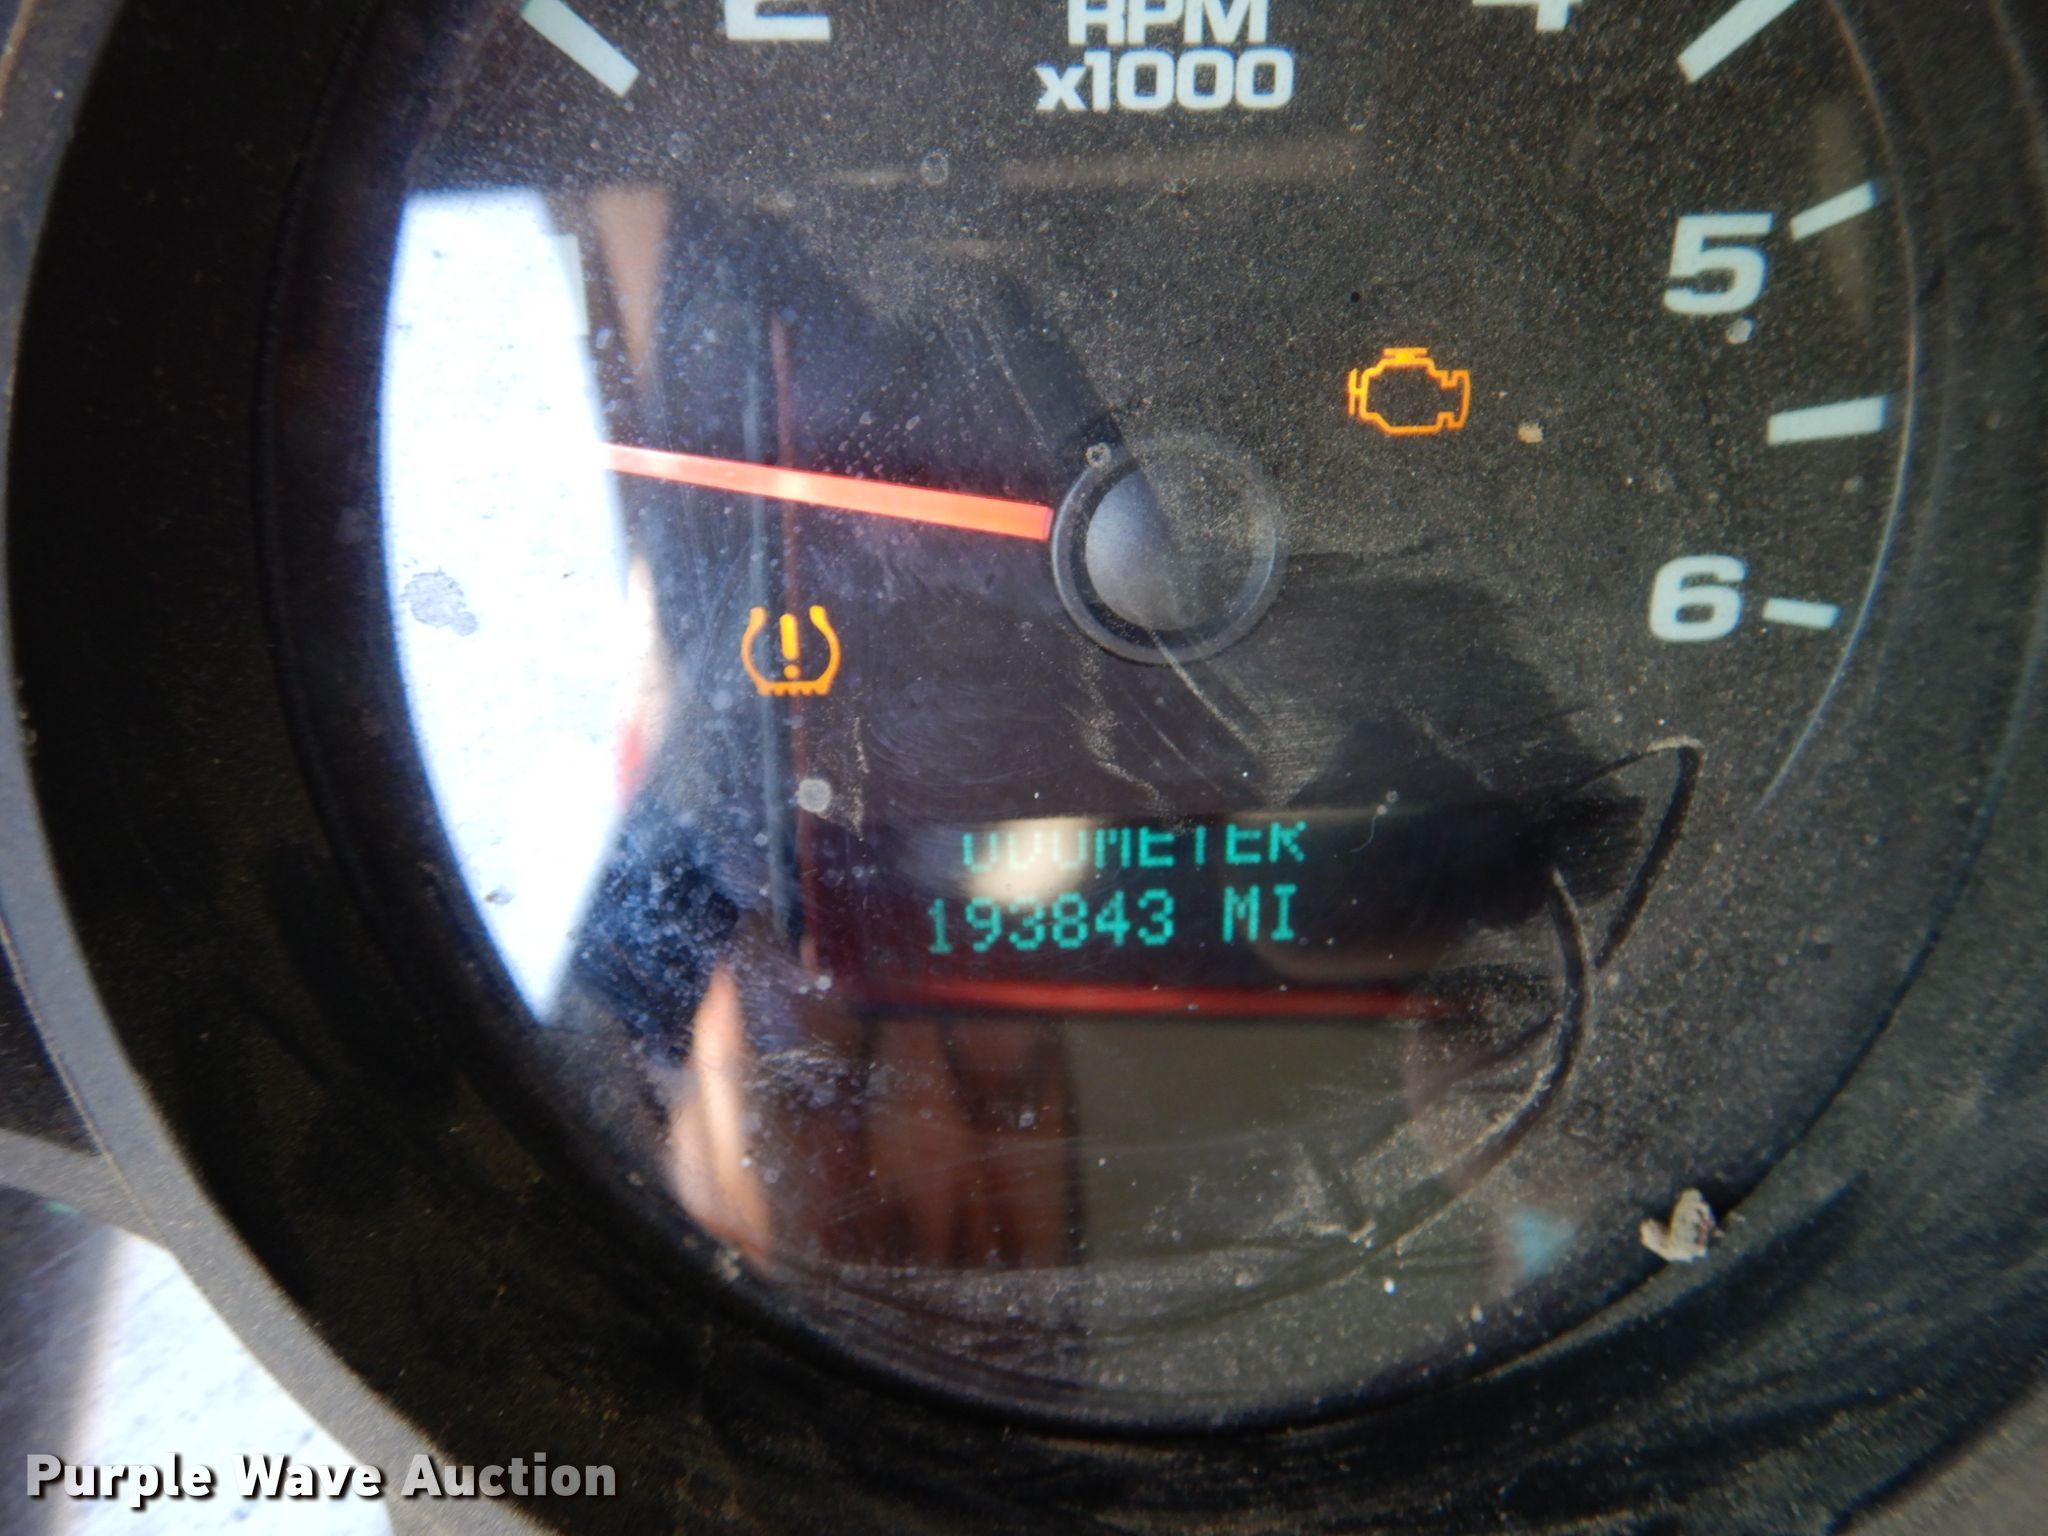 2 RPM 4
x1000
5
6
ODOMETER
193843 MI
Purple Wave Auction